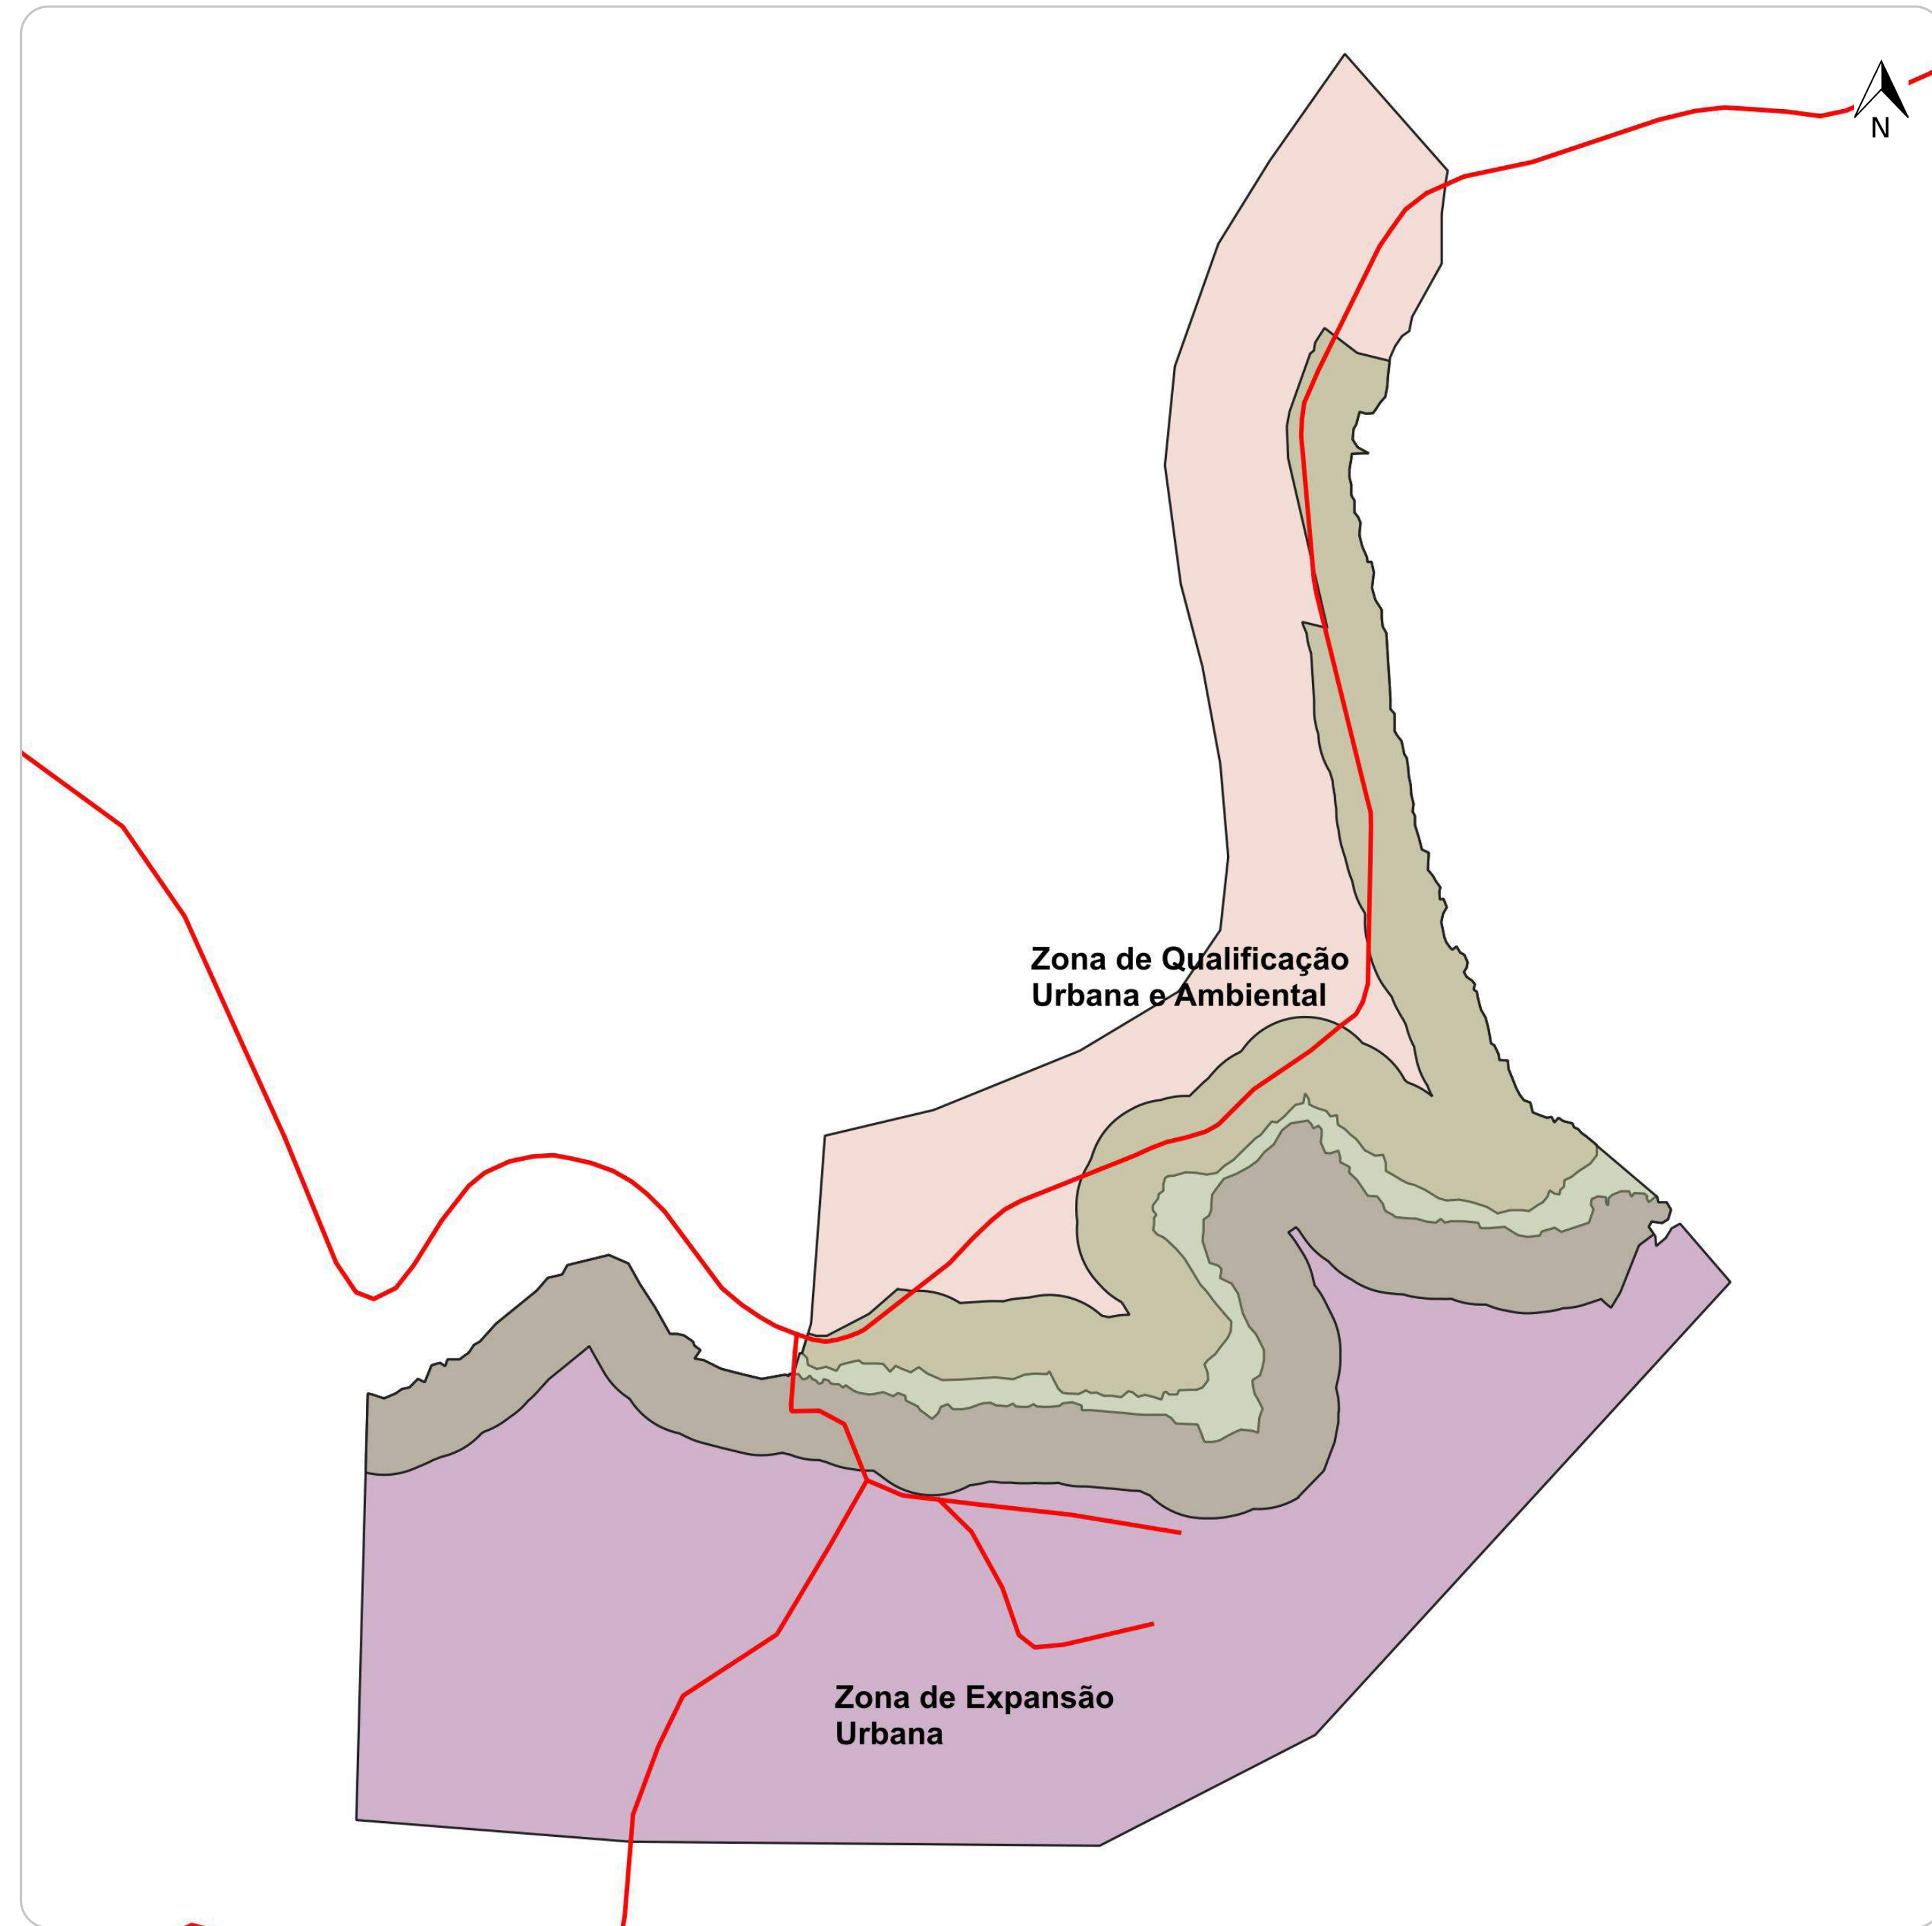 N
Zona de Qualificação
Urbana e Ambiental
Zona de Expansão
Urbana